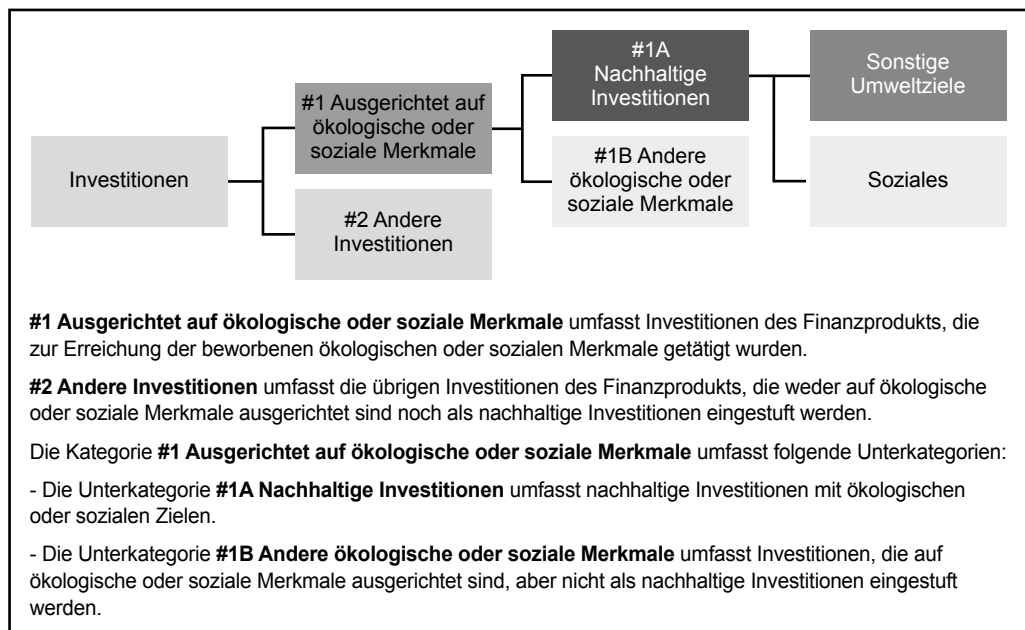 Investitionen
#1 Ausgerichtet auf
ökologische oder
soziale Merkmale
#2 Andere
Investitionen
#1A
Nachhaltige
Investitionen
#1B Andere
ökologische oder
soziale Merkmale
Sonstige
Umweltziele
Soziales
#1 Ausgerichtet auf ökologische oder soziale Merkmale umfasst Investitionen des Finanzprodukts, die
zur Erreichung der beworbenen ökologischen oder sozialen Merkmale getätigt wurden.
#2 Andere Investitionen umfasst die übrigen Investitionen des Finanzprodukts, die weder auf ökologische
oder soziale Merkmale ausgerichtet sind noch als nachhaltige Investitionen eingestuft werden.
Die Kategorie #1 Ausgerichtet auf ökologische oder soziale Merkmale umfasst folgende Unterkategorien:
- Die Unterkategorie #1A Nachhaltige Investitionen umfasst nachhaltige Investitionen mit ökologischen
oder sozialen Zielen.
- Die Unterkategorie #1B Andere ökologische oder soziale Merkmale umfasst Investitionen, die auf
ökologische oder soziale Merkmale ausgerichtet sind, aber nicht als nachhaltige Investitionen eingestuft
werden.